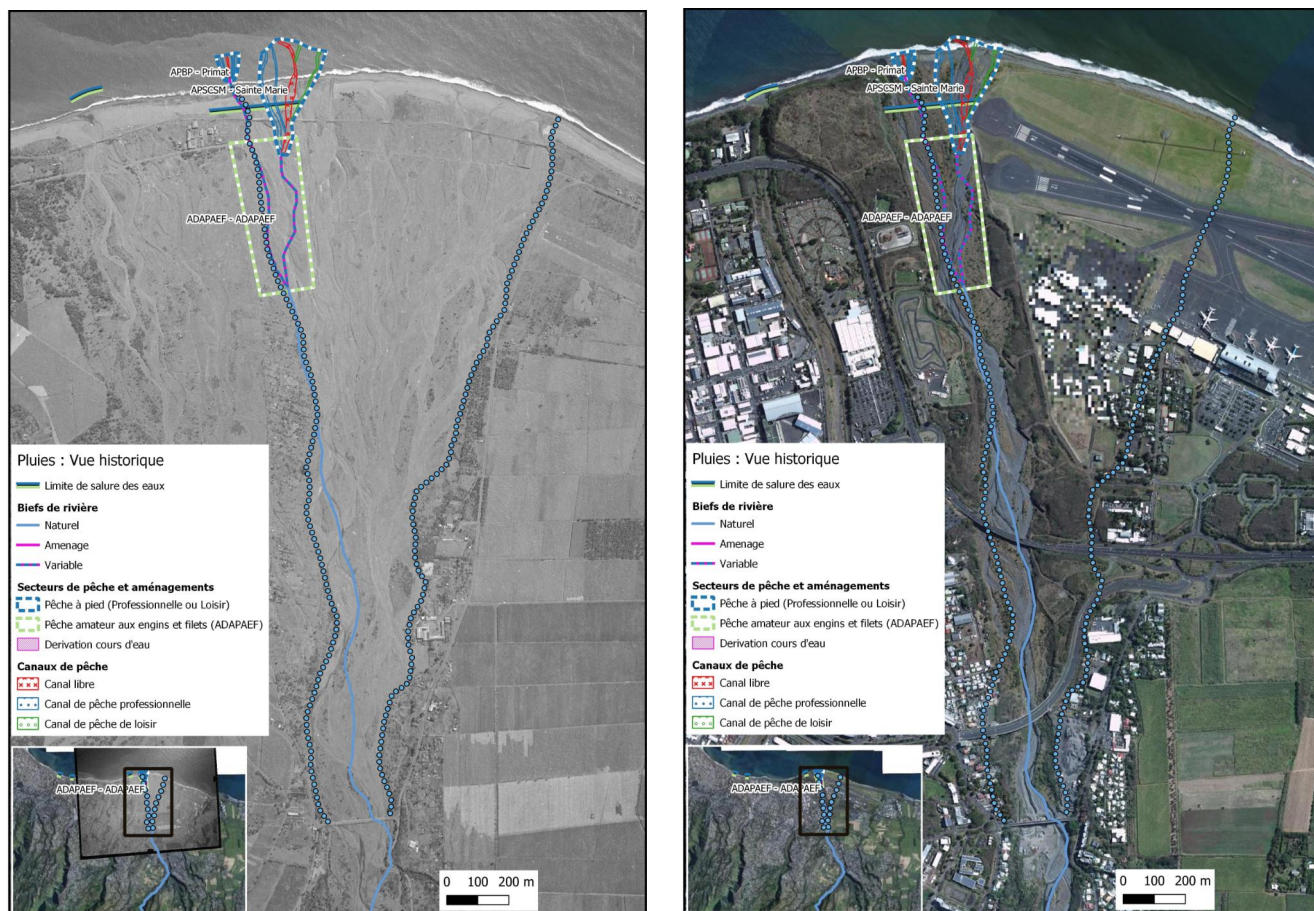 APBP - Primat
APSCSM - Sainte Marie
ADAPAEF - ADAPAEF
Pluies : Vue historique
Limite de salure des eaux
Biefs de rivière
Naturel
Amenage
Variable
Secteurs de pêche et aménagements
Pêche à pied (Professionnelle ou Loisir)
Pêche amateur aux engins et filets (ADAPAEF)
Derivation cours d'eau
Canaux de pêche
Canal libre
Canal de pêche professionnelle
Canal de pêche de loisir
ADAPAEF - ADAPAEF
0 100 200 m
APBP - Primat
APSCSM - Sainte Marie
ADAPAEF - ADAPAEF
Pluies : Vue historique
Limite de salure des eaux
Biefs de rivière
Naturel
Amenage
Variable
Secteurs de pêche et aménagements
Pêche à pied (Professionnelle ou Loisir)
Pêche amateur aux engins et filets (ADAPAEF)
Derivation cours d'eau
Canaux de pêche
Canal libre
Canal de pêche professionnelle
Canal de pêche de loisir
ADAPAEF - ADAPAEF
0 100 200 m